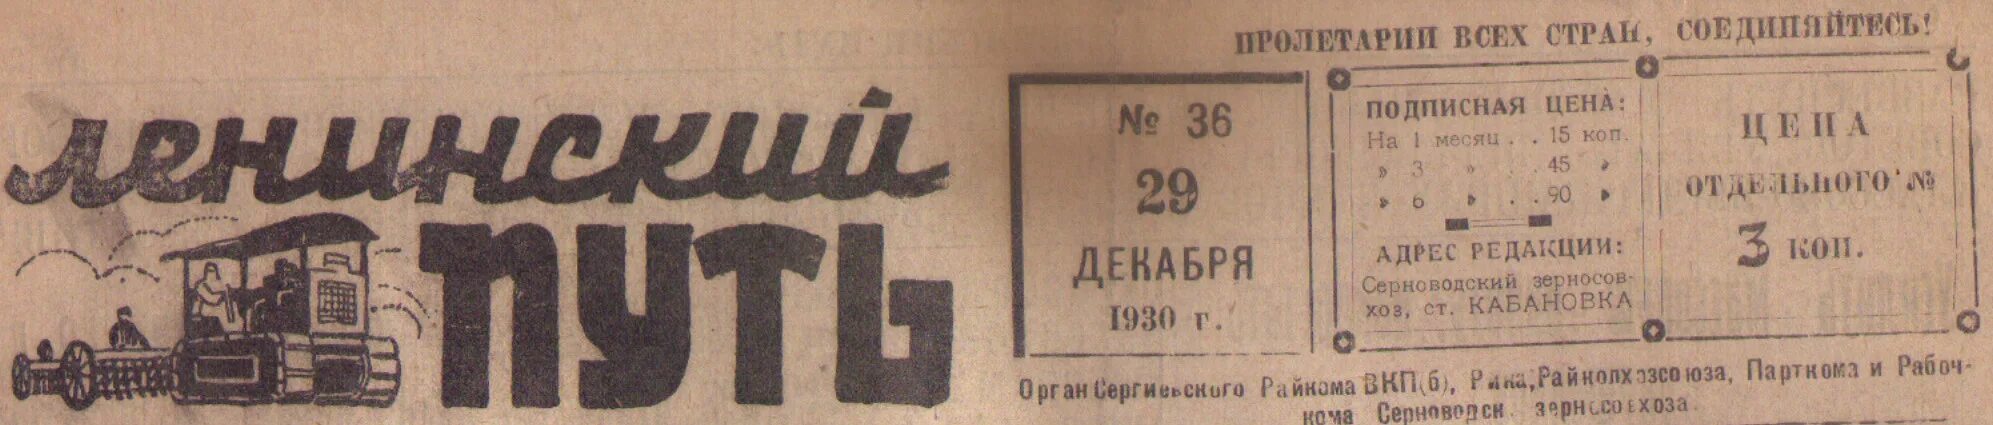 ПРОЛЕТАРИИ ВСЕХ СТРАН, СОЕДИНЯЙТЕСЬ!
Ленинский
ПУТЬ
№ 36
29
ДЕКАБРЯ
1930 г.
ПОДПИСНАЯ ЦЕНА:
На 1 месяц . . 15 коп.
» 3 » . . 45 »
» 6 » . . 90 »
АДРЕС РЕДАКЦИИ:
Серноводский зерносов-
хоз, ст. КАБАНОВКА
ЦЕНА
ОТДЕЛЬНОГО №
3 КОП.
Орган Сергиевского Райкома ВКП(б), Рика, Райколхозсоюза, Парткома и Рабоч-
кома Серноводск. зерносовхоза.